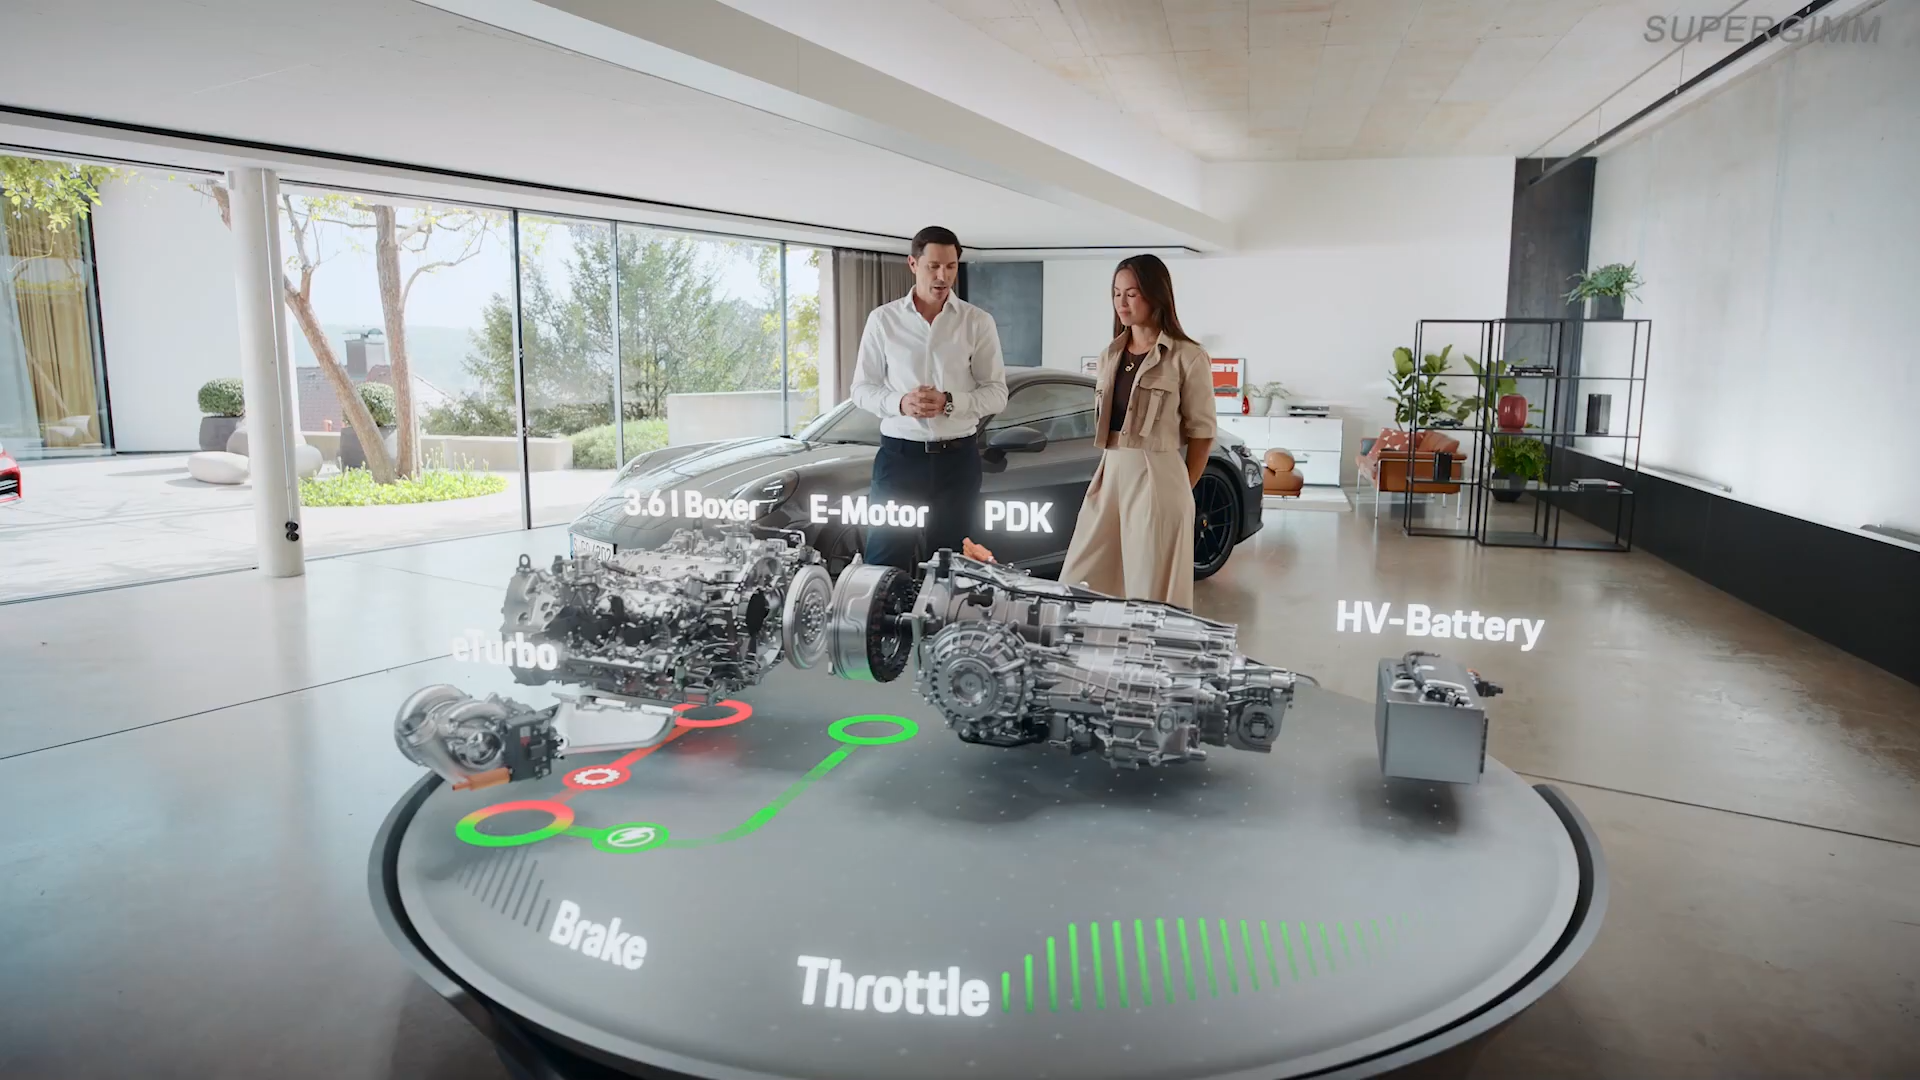 SUPERGIMM
3.6 l Boxer
E-Motor
PDK
HV-Battery
eTurbo
Brake
Throttle